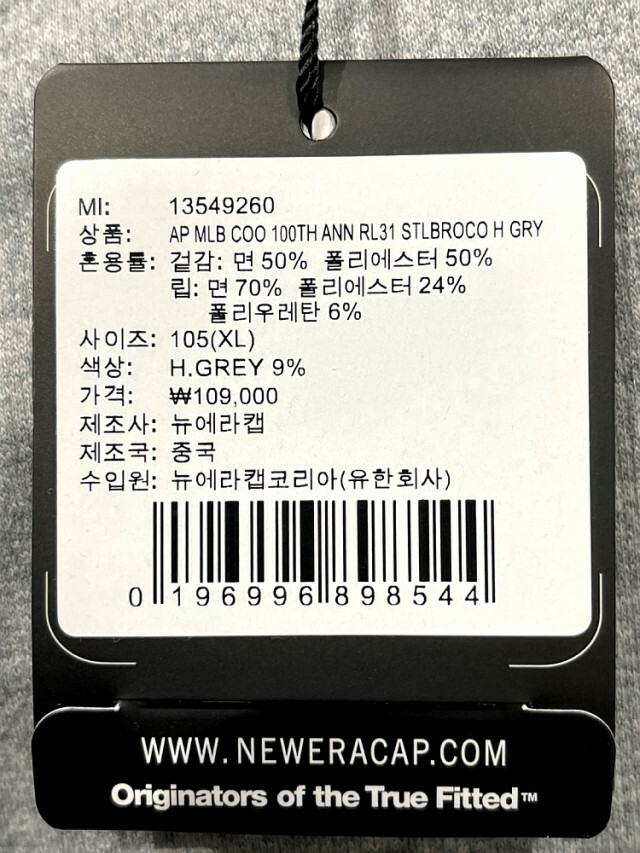 MI: 13549260
상품: AP MLB COO 100TH ANN RL31 STLBROCO H GRY
혼용률: 겉감: 면 50% 폴리에스터 50%
립: 면 70% 폴리에스터 24%
폴리우레탄 6%
사이즈: 105(XL)
색상: H.GREY 9%
가격: ₩109,000
제조사: 뉴에라캡
제조국: 중국
수입원: 뉴에라캡코리아(유한회사)
0 196996 898544
WWW.NEWERACAP.COM
Originators of the True Fitted™